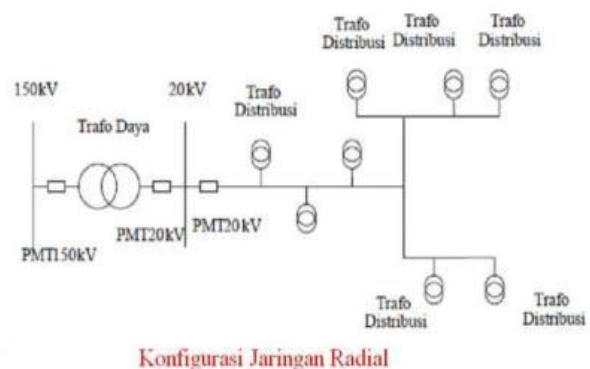 Trafo
Distribusi
Trafo
Distribusi
Trafo
Distribusi
150kV
20kV
Trafo
Distribusi
Trafo Daya
PMT150kV
PMT20kV
PMT20kV
Trafo
Distribusi
Trafo
Distribusi
Konfigurasi Jaringan Radial